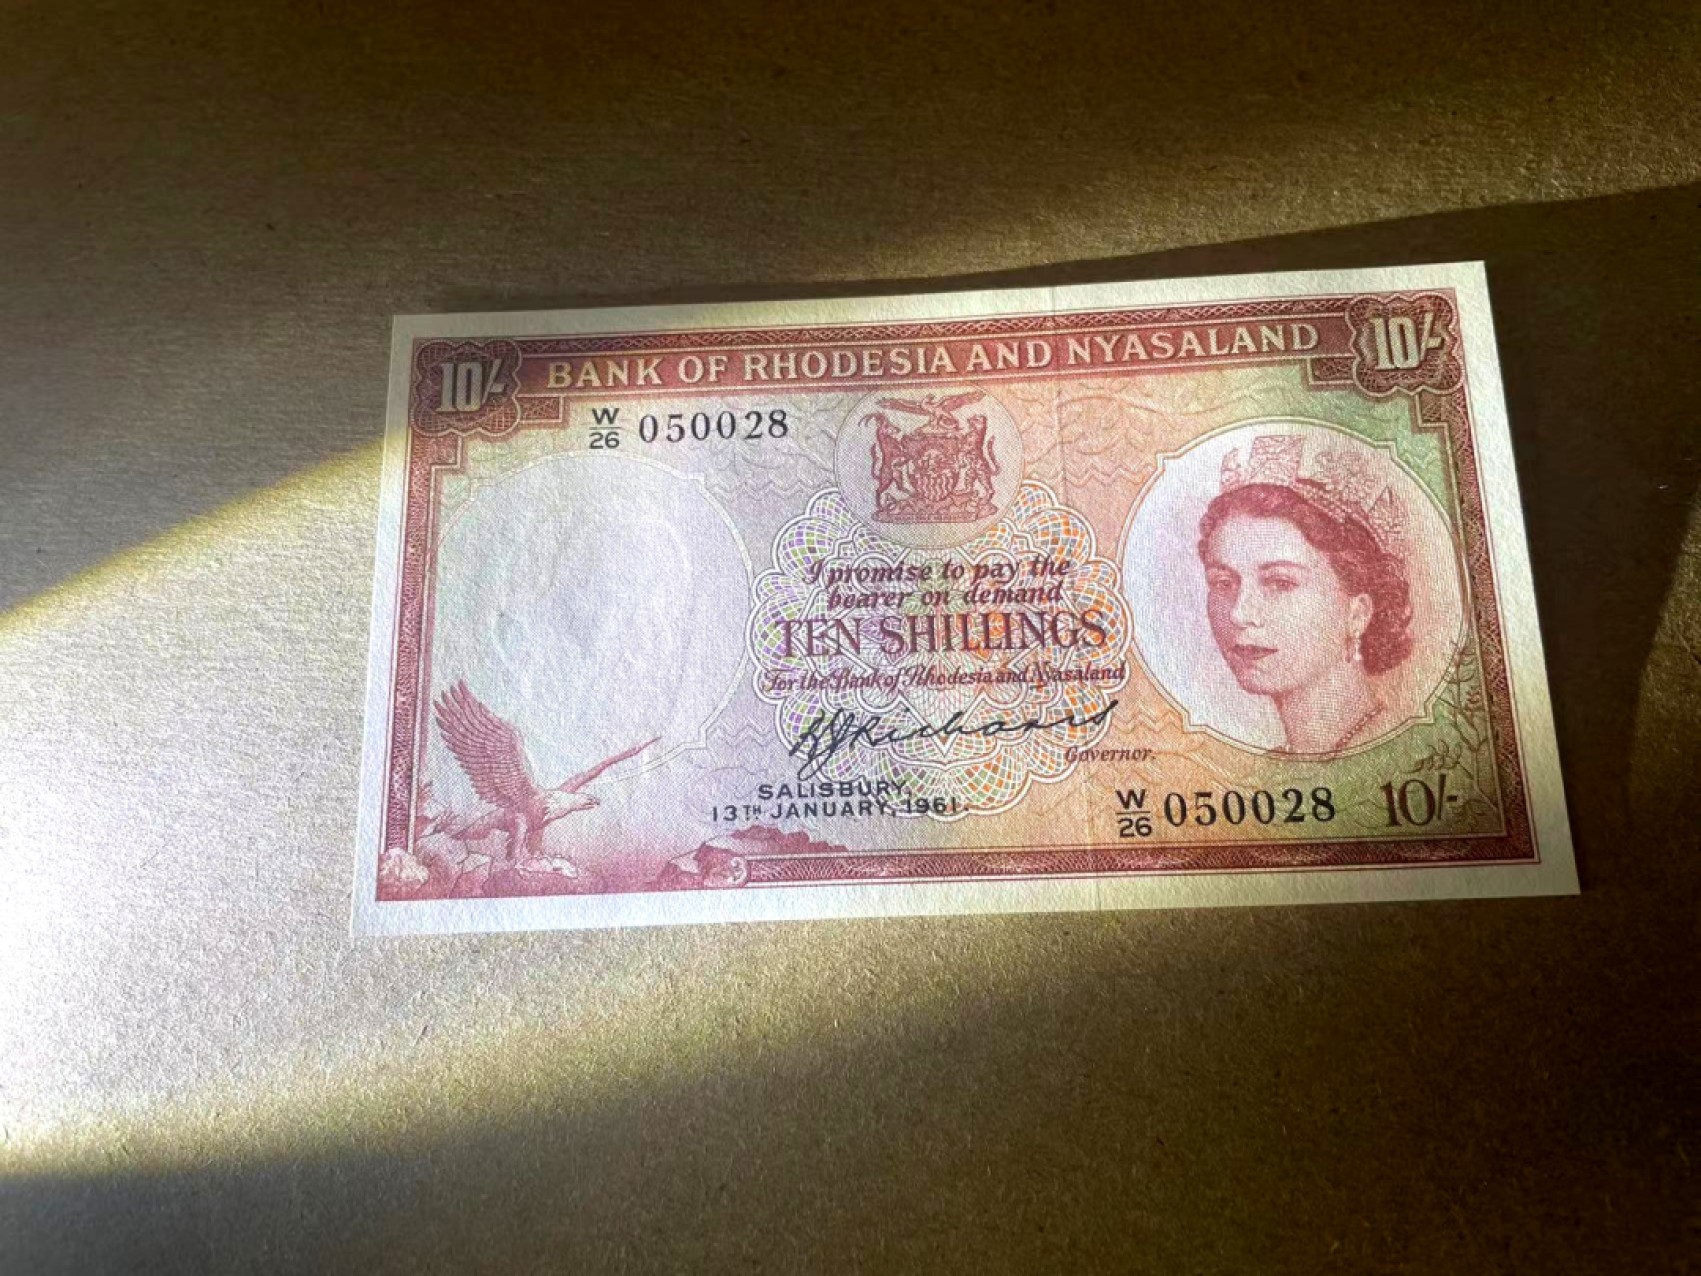 10/-
BANK OF RHODESIA AND NYASALAND
10/-
W/26 050028
I promise to pay the
bearer on demand
TEN SHILLINGS
for the Bank of Rhodesia and Nyasaland
BJRichards
Governor.
SALISBURY,
13TH JANUARY, 1961.
W/26 050028
10/-